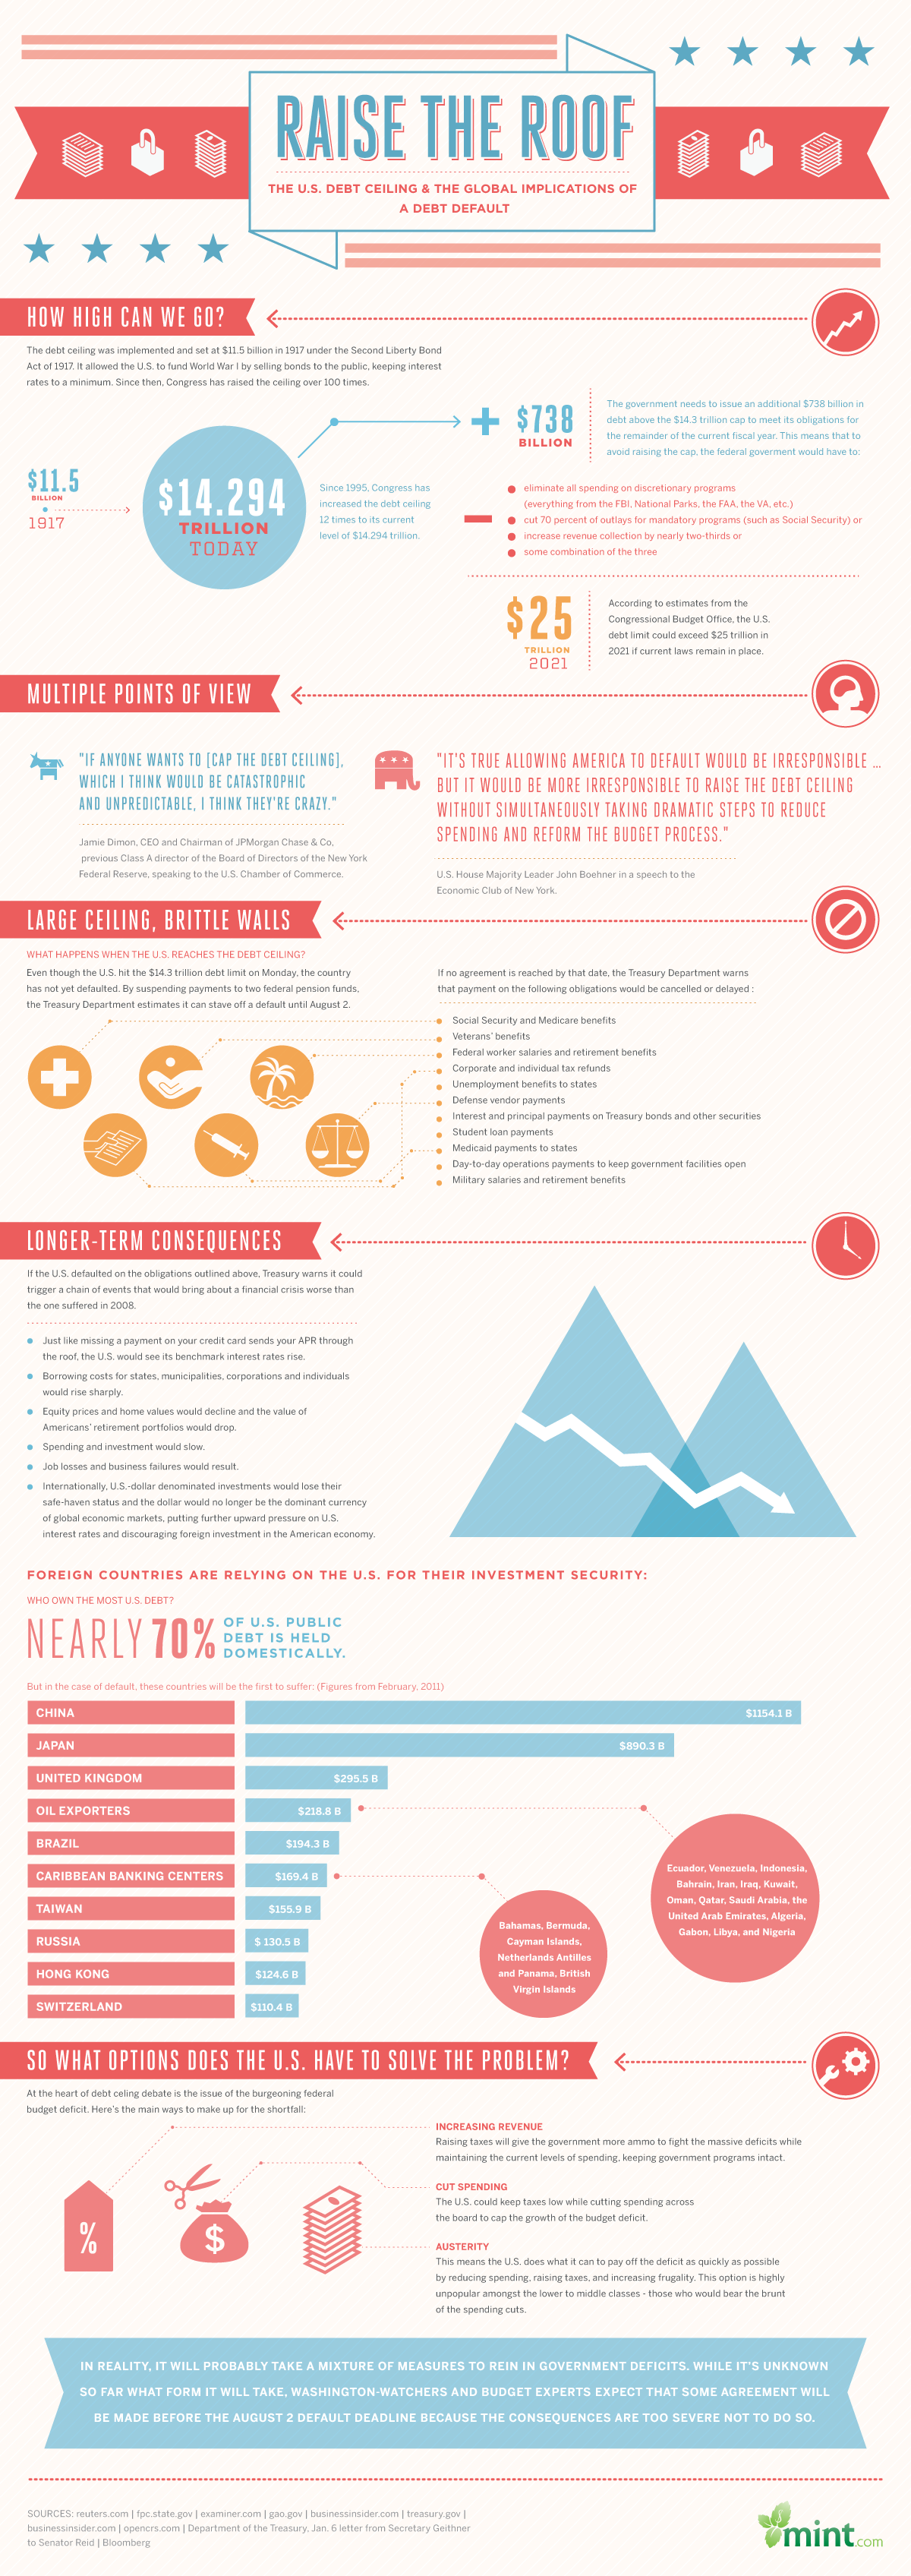 RAISE THE ROOF
THE U.S. DEBT CEILING & THE GLOBAL IMPLICATIONS OF
A DEBT DEFAULT
HOW HIGH CAN WE GO?
The debt ceiling was implemented and set at $11.5 billion in 1917 under the Second Liberty Bond
Act of 1917. It allowed the U.S. to fund World War I by selling bonds to the public, keeping interest
rates to a minimum. Since then, Congress has raised the ceiling over 100 times.
$11.5
BILLION
1917
$14.294
TRILLION
TODAY
Since 1995, Congress has
increased the debt ceiling
12 times to its current
level of $14.294 trillion.
$738
BILLION
The government needs to issue an additional $738 billion in
debt above the $14.3 trillion cap to meet its obligations for
the remainder of the current fiscal year. This means that to
avoid raising the cap, the federal goverment would have to:
eliminate all spending on discretionary programs
(everything from the FBI, National Parks, the FAA, the VA, etc.)
cut 70 percent of outlays for mandatory programs (such as Social Security) or
increase revenue collection by nearly two-thirds or
some combination of the three
$25
TRILLION
2021
According to estimates from the
Congressional Budget Office, the U.S.
debt limit could exceed $25 trillion in
2021 if current laws remain in place.
MULTIPLE POINTS OF VIEW
"IF ANYONE WANTS TO [CAP THE DEBT CEILING],
WHICH I THINK WOULD BE CATASTROPHIC
AND UNPREDICTABLE, I THINK THEY'RE CRAZY."
Jamie Dimon, CEO and Chairman of JPMorgan Chase & Co,
previous Class A director of the Board of Directors of the New York
Federal Reserve, speaking to the U.S. Chamber of Commerce.
"IT'S TRUE ALLOWING AMERICA TO DEFAULT WOULD BE IRRESPONSIBLE ...
BUT IT WOULD BE MORE IRRESPONSIBLE TO RAISE THE DEBT CEILING
WITHOUT SIMULTANEOUSLY TAKING DRAMATIC STEPS TO REDUCE
SPENDING AND REFORM THE BUDGET PROCESS."
U.S. House Majority Leader John Boehner in a speech to the
Economic Club of New York.
LARGE CEILING, BRITTLE WALLS
WHAT HAPPENS WHEN THE U.S. REACHES THE DEBT CEILING?
Even though the U.S. hit the $14.3 trillion debt limit on Monday, the country
has not yet defaulted. By suspending payments to two federal pension funds,
the Treasury Department estimates it can stave off a default until August 2.
If no agreement is reached by that date, the Treasury Department warns
that payment on the following obligations would be cancelled or delayed :
Social Security and Medicare benefits
Veterans' benefits
Federal worker salaries and retirement benefits
Corporate and individual tax refunds
Unemployment benefits to states
Defense vendor payments
Interest and principal payments on Treasury bonds and other securities
Student loan payments
Medicaid payments to states
Day-to-day operations payments to keep government facilities open
Military salaries and retirement benefits
LONGER-TERM CONSEQUENCES
If the U.S. defaulted on the obligations outlined above, Treasury warns it could
trigger a chain of events that would bring about a financial crisis worse than
the one suffered in 2008.
Just like missing a payment on your credit card sends your APR through
the roof, the U.S. would see its benchmark interest rates rise.
Borrowing costs for states, municipalities, corporations and individuals
would rise sharply.
Equity prices and home values would decline and the value of
Americans' retirement portfolios would drop.
Spending and investment would slow.
Job losses and business failures would result.
Internationally, U.S.-dollar denominated investments would lose their
safe-haven status and the dollar would no longer be the dominant currency
of global economic markets, putting further upward pressure on U.S.
interest rates and discouraging foreign investment in the American economy.
FOREIGN COUNTRIES ARE RELYING ON THE U.S. FOR THEIR INVESTMENT SECURITY:
WHO OWN THE MOST U.S. DEBT?
NEARLY 70% OF U.S. PUBLIC
DEBT IS HELD
DOMESTICALLY.
But in the case of default, these countries will be the first to suffer: (Figures from February, 2011)
CHINA $1154.1 B
JAPAN $890.3 B
UNITED KINGDOM $295.5 B
OIL EXPORTERS $218.8 B
BRAZIL $194.3 B
CARIBBEAN BANKING CENTERS $169.4 B
TAIWAN $155.9 B
RUSSIA $ 130.5 B
HONG KONG $124.6 B
SWITZERLAND $110.4 B
Ecuador, Venezuela, Indonesia,
Bahrain, Iran, Iraq, Kuwait,
Oman, Qatar, Saudi Arabia, the
United Arab Emirates, Algeria,
Gabon, Libya, and Nigeria
Bahamas, Bermuda,
Cayman Islands,
Netherlands Antilles
and Panama, British
Virgin Islands
SO WHAT OPTIONS DOES THE U.S. HAVE TO SOLVE THE PROBLEM?
At the heart of debt celing debate is the issue of the burgeoning federal
budget deficit. Here's the main ways to make up for the shortfall:
%
$
INCREASING REVENUE
Raising taxes will give the government more ammo to fight the massive deficits while
maintaining the current levels of spending, keeping government programs intact.
CUT SPENDING
The U.S. could keep taxes low while cutting spending across
the board to cap the growth of the budget deficit.
AUSTERITY
This means the U.S. does what it can to pay off the deficit as quickly as possible
by reducing spending, raising taxes, and increasing frugality. This option is highly
unpopular amongst the lower to middle classes - those who would bear the brunt
of the spending cuts.
IN REALITY, IT WILL PROBABLY TAKE A MIXTURE OF MEASURES TO REIN IN GOVERNMENT DEFICITS. WHILE IT'S UNKNOWN
SO FAR WHAT FORM IT WILL TAKE, WASHINGTON-WATCHERS AND BUDGET EXPERTS EXPECT THAT SOME AGREEMENT WILL
BE MADE BEFORE THE AUGUST 2 DEFAULT DEADLINE BECAUSE THE CONSEQUENCES ARE TOO SEVERE NOT TO DO SO.
SOURCES: reuters.com | fpc.state.gov | examiner.com | gao.gov | businessinsider.com | treasury.gov |
businessinsider.com | opencrs.com | Department of the Treasury, Jan. 6 letter from Secretary Geithner
to Senator Reid | Bloomberg
mint.com